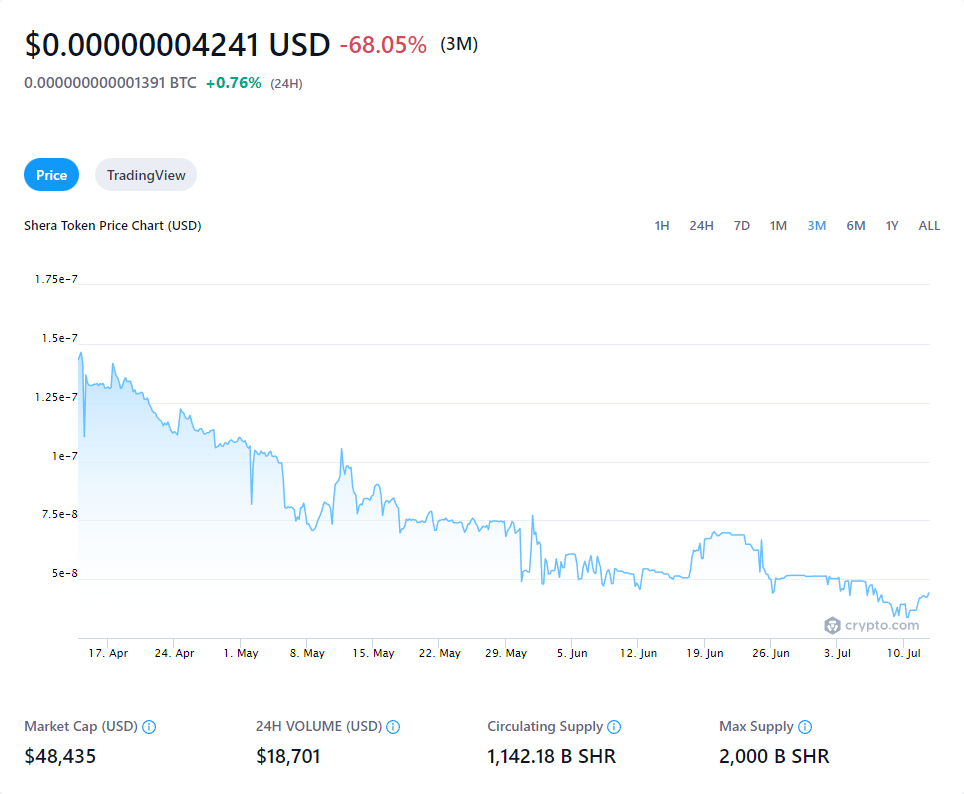 $0.00000004241 USD -68.05% (3M)
0.000000000001391 BTC +0.76% (24H)
Price TradingView
Shera Token Price Chart (USD) 1H 24H 7D 1M 3M 6M 1Y ALL
1.75e-7
1.5e-7
1.25e-7
1e-7
7.5e-8
5e-8
crypto.com
17. Apr 24. Apr 1. May 8. May 15. May 22. May 29. May 5. Jun 12. Jun 19. Jun 26. Jun 3. Jul 10. Jul
Market Cap (USD) 24H VOLUME (USD) Circulating Supply Max Supply
$48,435 $18,701 1,142.18 B SHR 2,000 B SHR